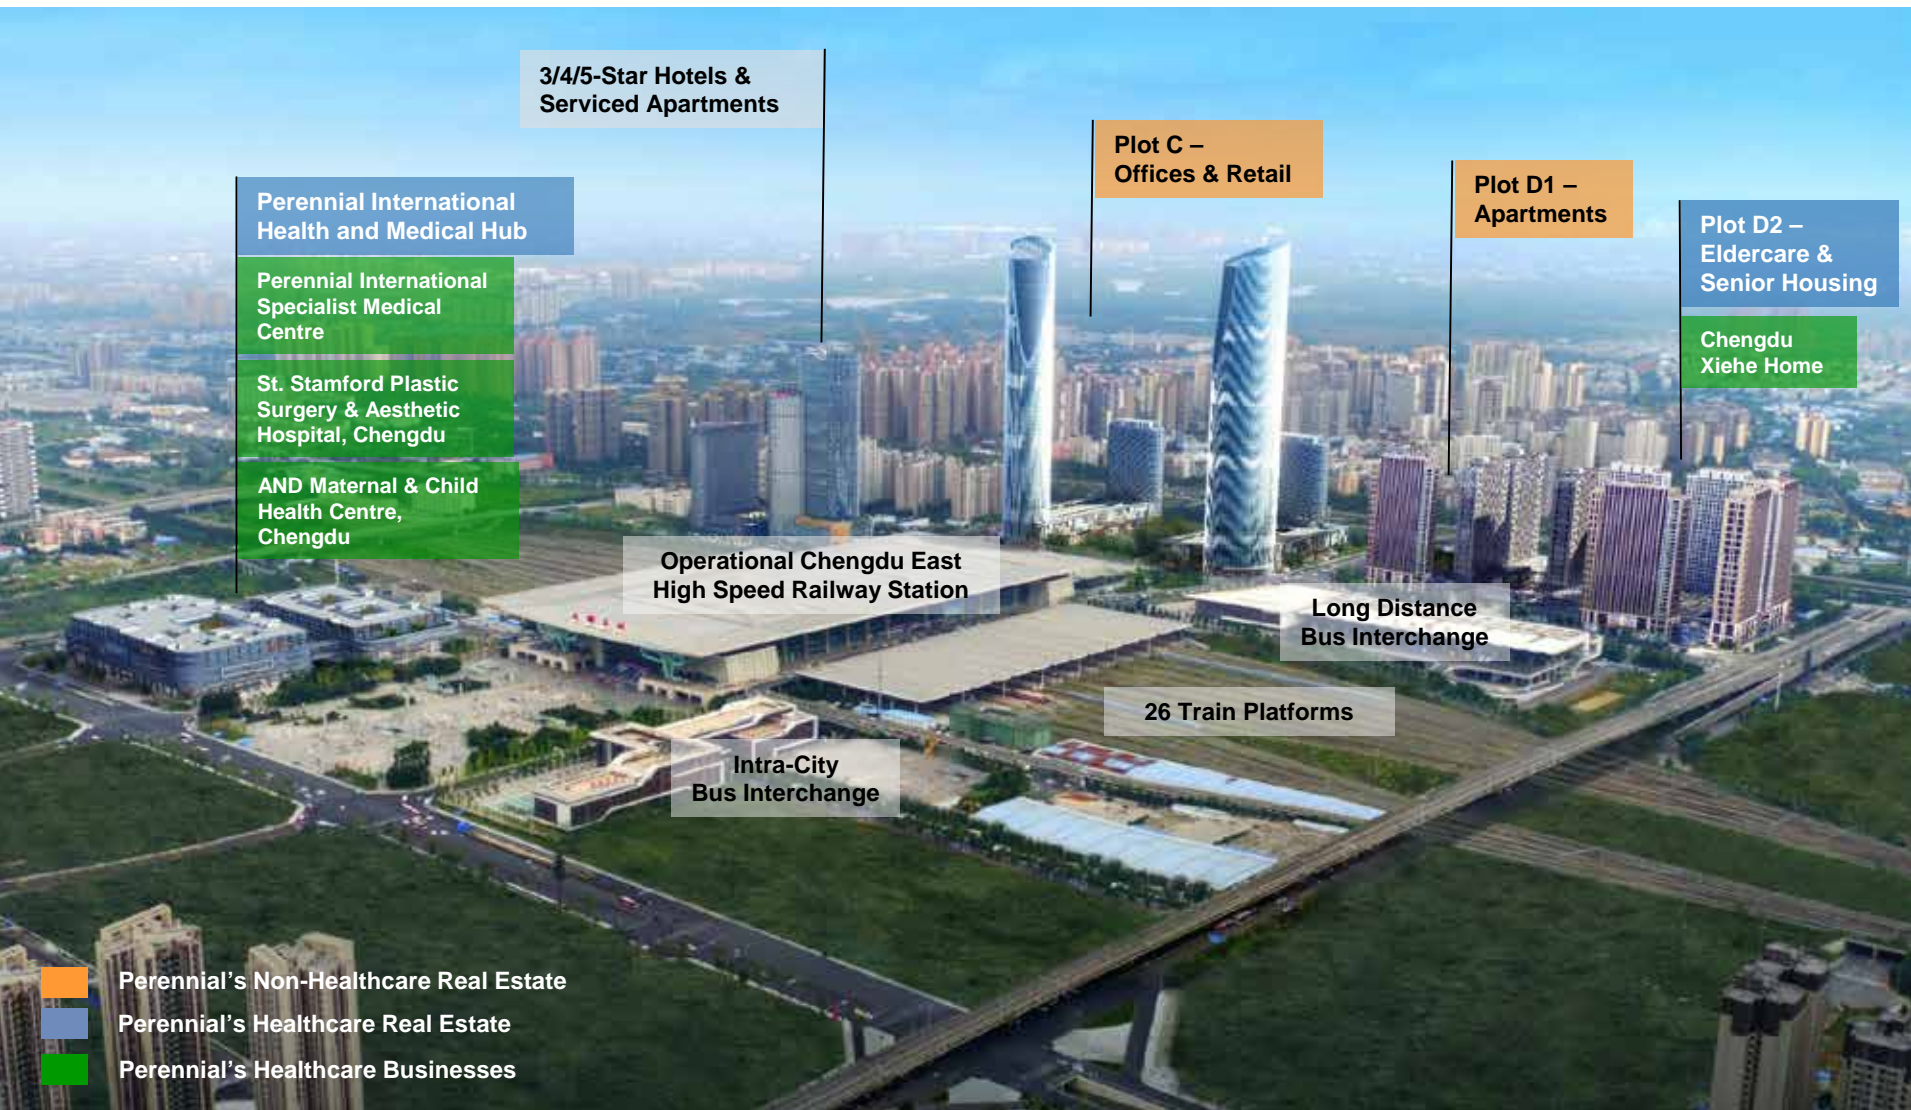 3/4/5-Star Hotels &
Serviced Apartments
Plot C –
Offices & Retail
Plot D1 –
Apartments
Perennial International
Health and Medical Hub
Plot D2 –
Eldercare &
Senior Housing
Perennial International
Specialist Medical
Centre
Chengdu
Xiehe Home
St. Stamford Plastic
Surgery & Aesthetic
Hospital, Chengdu
AND Maternal & Child
Health Centre,
Chengdu
Operational Chengdu East
High Speed Railway Station
Long Distance
Bus Interchange
26 Train Platforms
Intra-City
Bus Interchange
Perennial’s Non-Healthcare Real Estate
Perennial’s Healthcare Real Estate
Perennial’s Healthcare Businesses